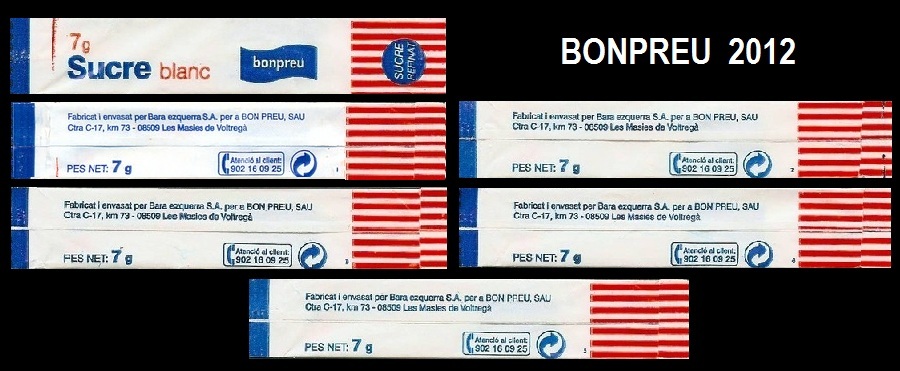 BONPREU 2012
7g
Sucre blanc
bonpreu
SUCRE
REFINAT
Fabricat i envasat per Bara ezquerra S.A. per a BON PREU, SAU
Ctra C-17, km 73 - 08509 Les Masies de Voltregà
PES NET: 7 g
Atenció al client:
902 16 09 25
1
Fabricat i envasat per Bara ezquerra S.A. per a BON PREU, SAU
Ctra C-17, km 73 - 08509 Les Masies de Voltregà
PES NET: 7 g
Atenció al client:
902 16 09 25
2
Fabricat i envasat per Bara ezquerra S.A. per a BON PREU, SAU
Ctra C-17, km 73 - 08509 Les Masies de Voltregà
PES NET: 7 g
Atenció al client:
902 16 09 25
3
Fabricat i envasat per Bara ezquerra S.A. per a BON PREU, SAU
Ctra C-17, km 73 - 08509 Les Masies de Voltregà
PES NET: 7 g
Atenció al client:
902 16 09 25
4
Fabricat i envasat per Bara ezquerra S.A. per a BON PREU, SAU
Ctra C-17, km 73 - 08509 Les Masies de Voltregà
PES NET: 7 g
Atenció al client:
902 16 09 25
5